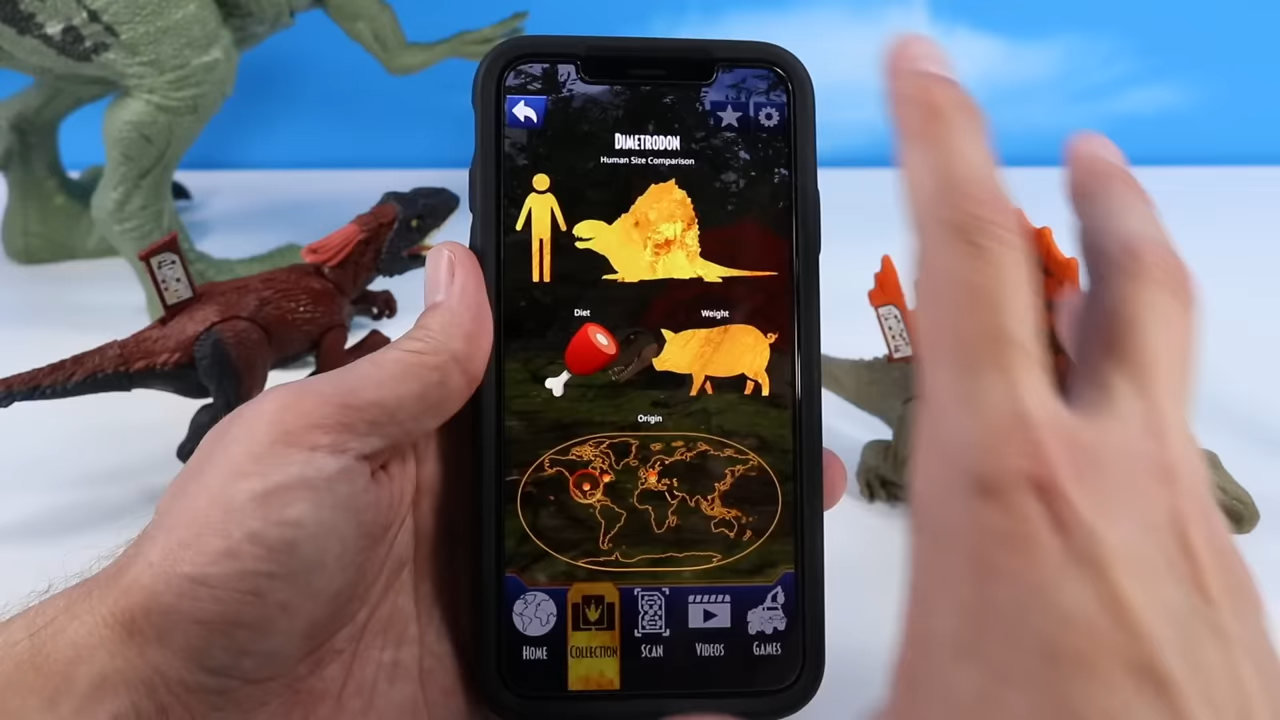 DIMETRODON
Human Size Comparison
Diet
Weight
Origin
HOME
COLLECTION
SCAN
VIDEOS
GAMES